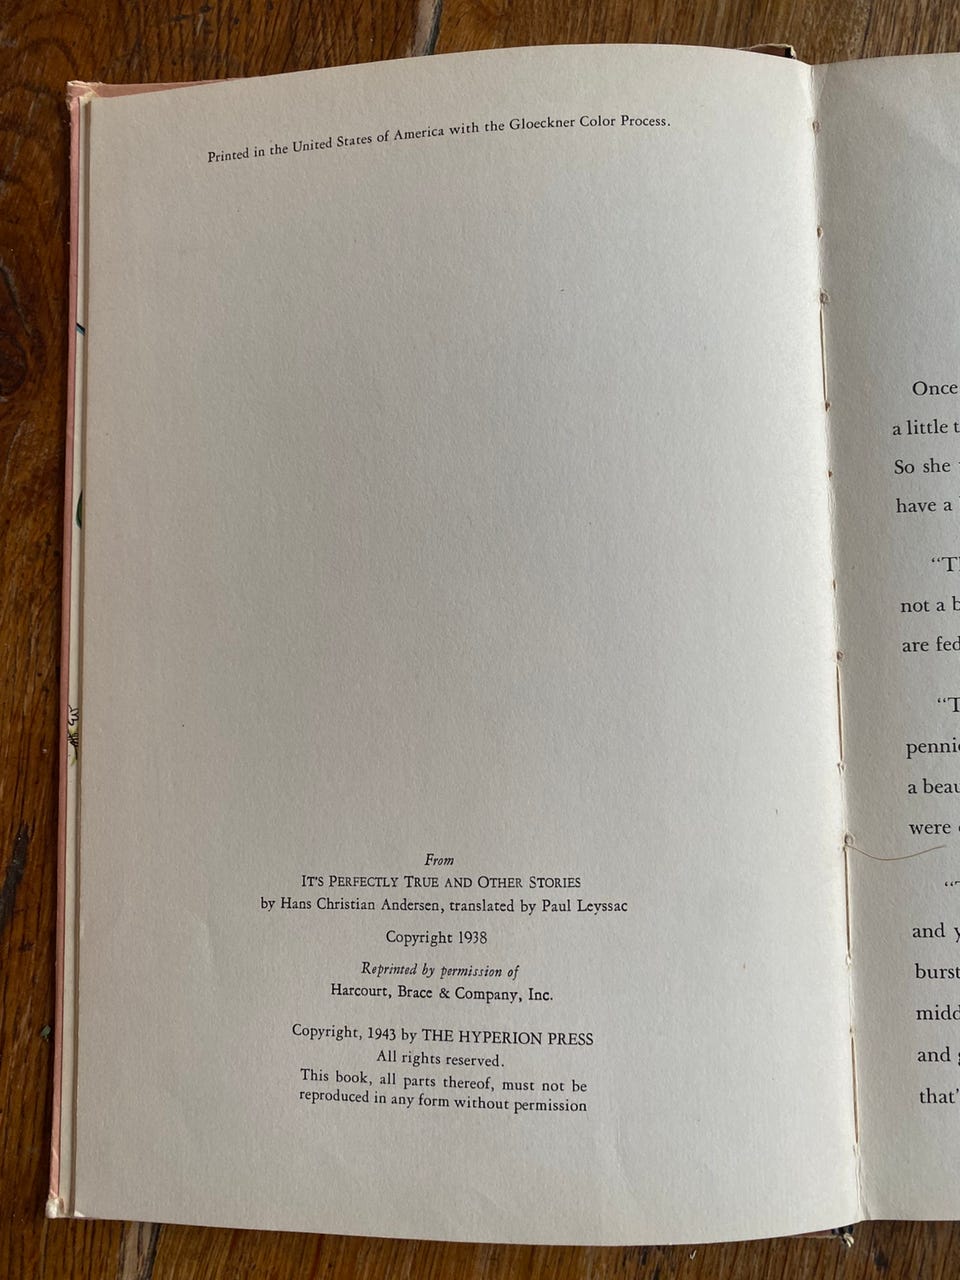 Printed in the United States of America with the Gloeckner Color Process.
From
IT'S PERFECTLY TRUE AND OTHER STORIES
by Hans Christian Andersen, translated by Paul Leyssac
Copyright 1938
Reprinted by permission of
Harcourt, Brace & Company, Inc.
Copyright, 1943 by THE HYPERION PRESS
All rights reserved.
This book, all parts thereof, must not be
reproduced in any form without permission
Once
a little
So she
have a
not a
are fed
a
were
and
burst
and
that'